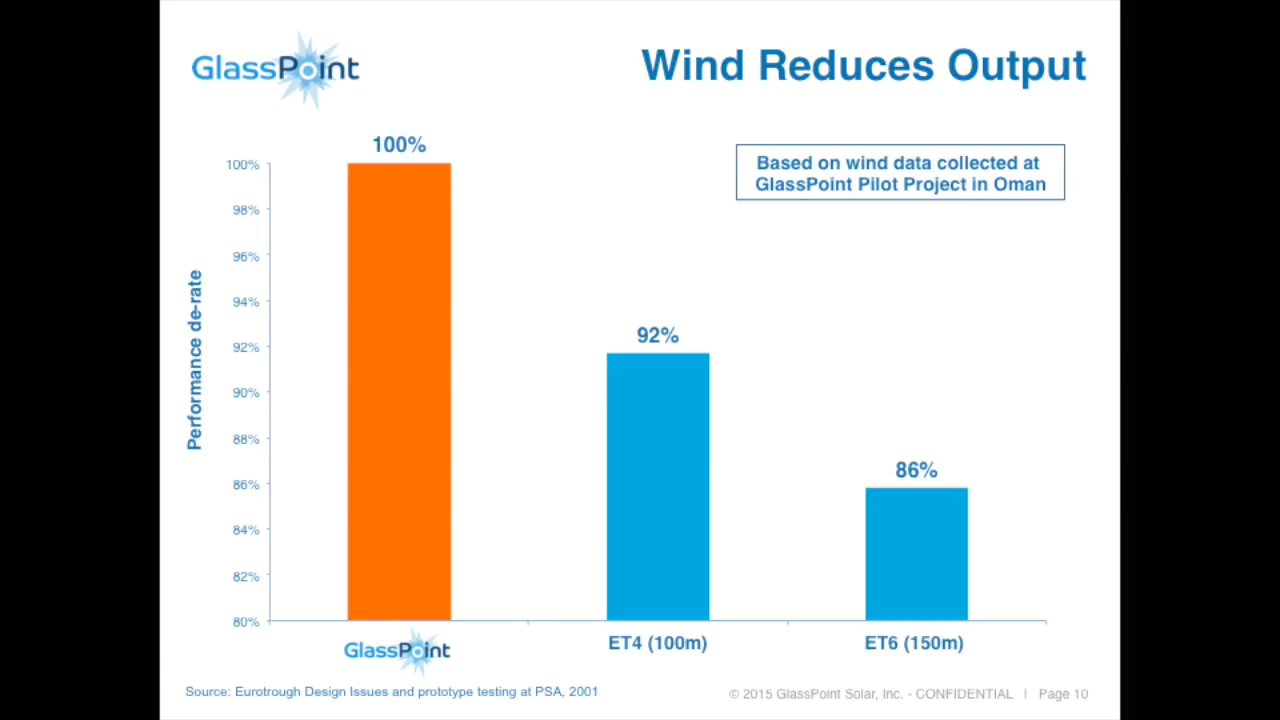 GlassPoint
Wind Reduces Output
Based on wind data collected at
GlassPoint Pilot Project in Oman
Performance de-rate
100%
98%
96%
94%
92%
90%
88%
86%
84%
82%
80%
100%
92%
86%
GlassPoint
ET4 (100m)
ET6 (150m)
Source: Eurotrough Design Issues and prototype testing at PSA, 2001
© 2015 GlassPoint Solar, Inc. - CONFIDENTIAL | Page 10